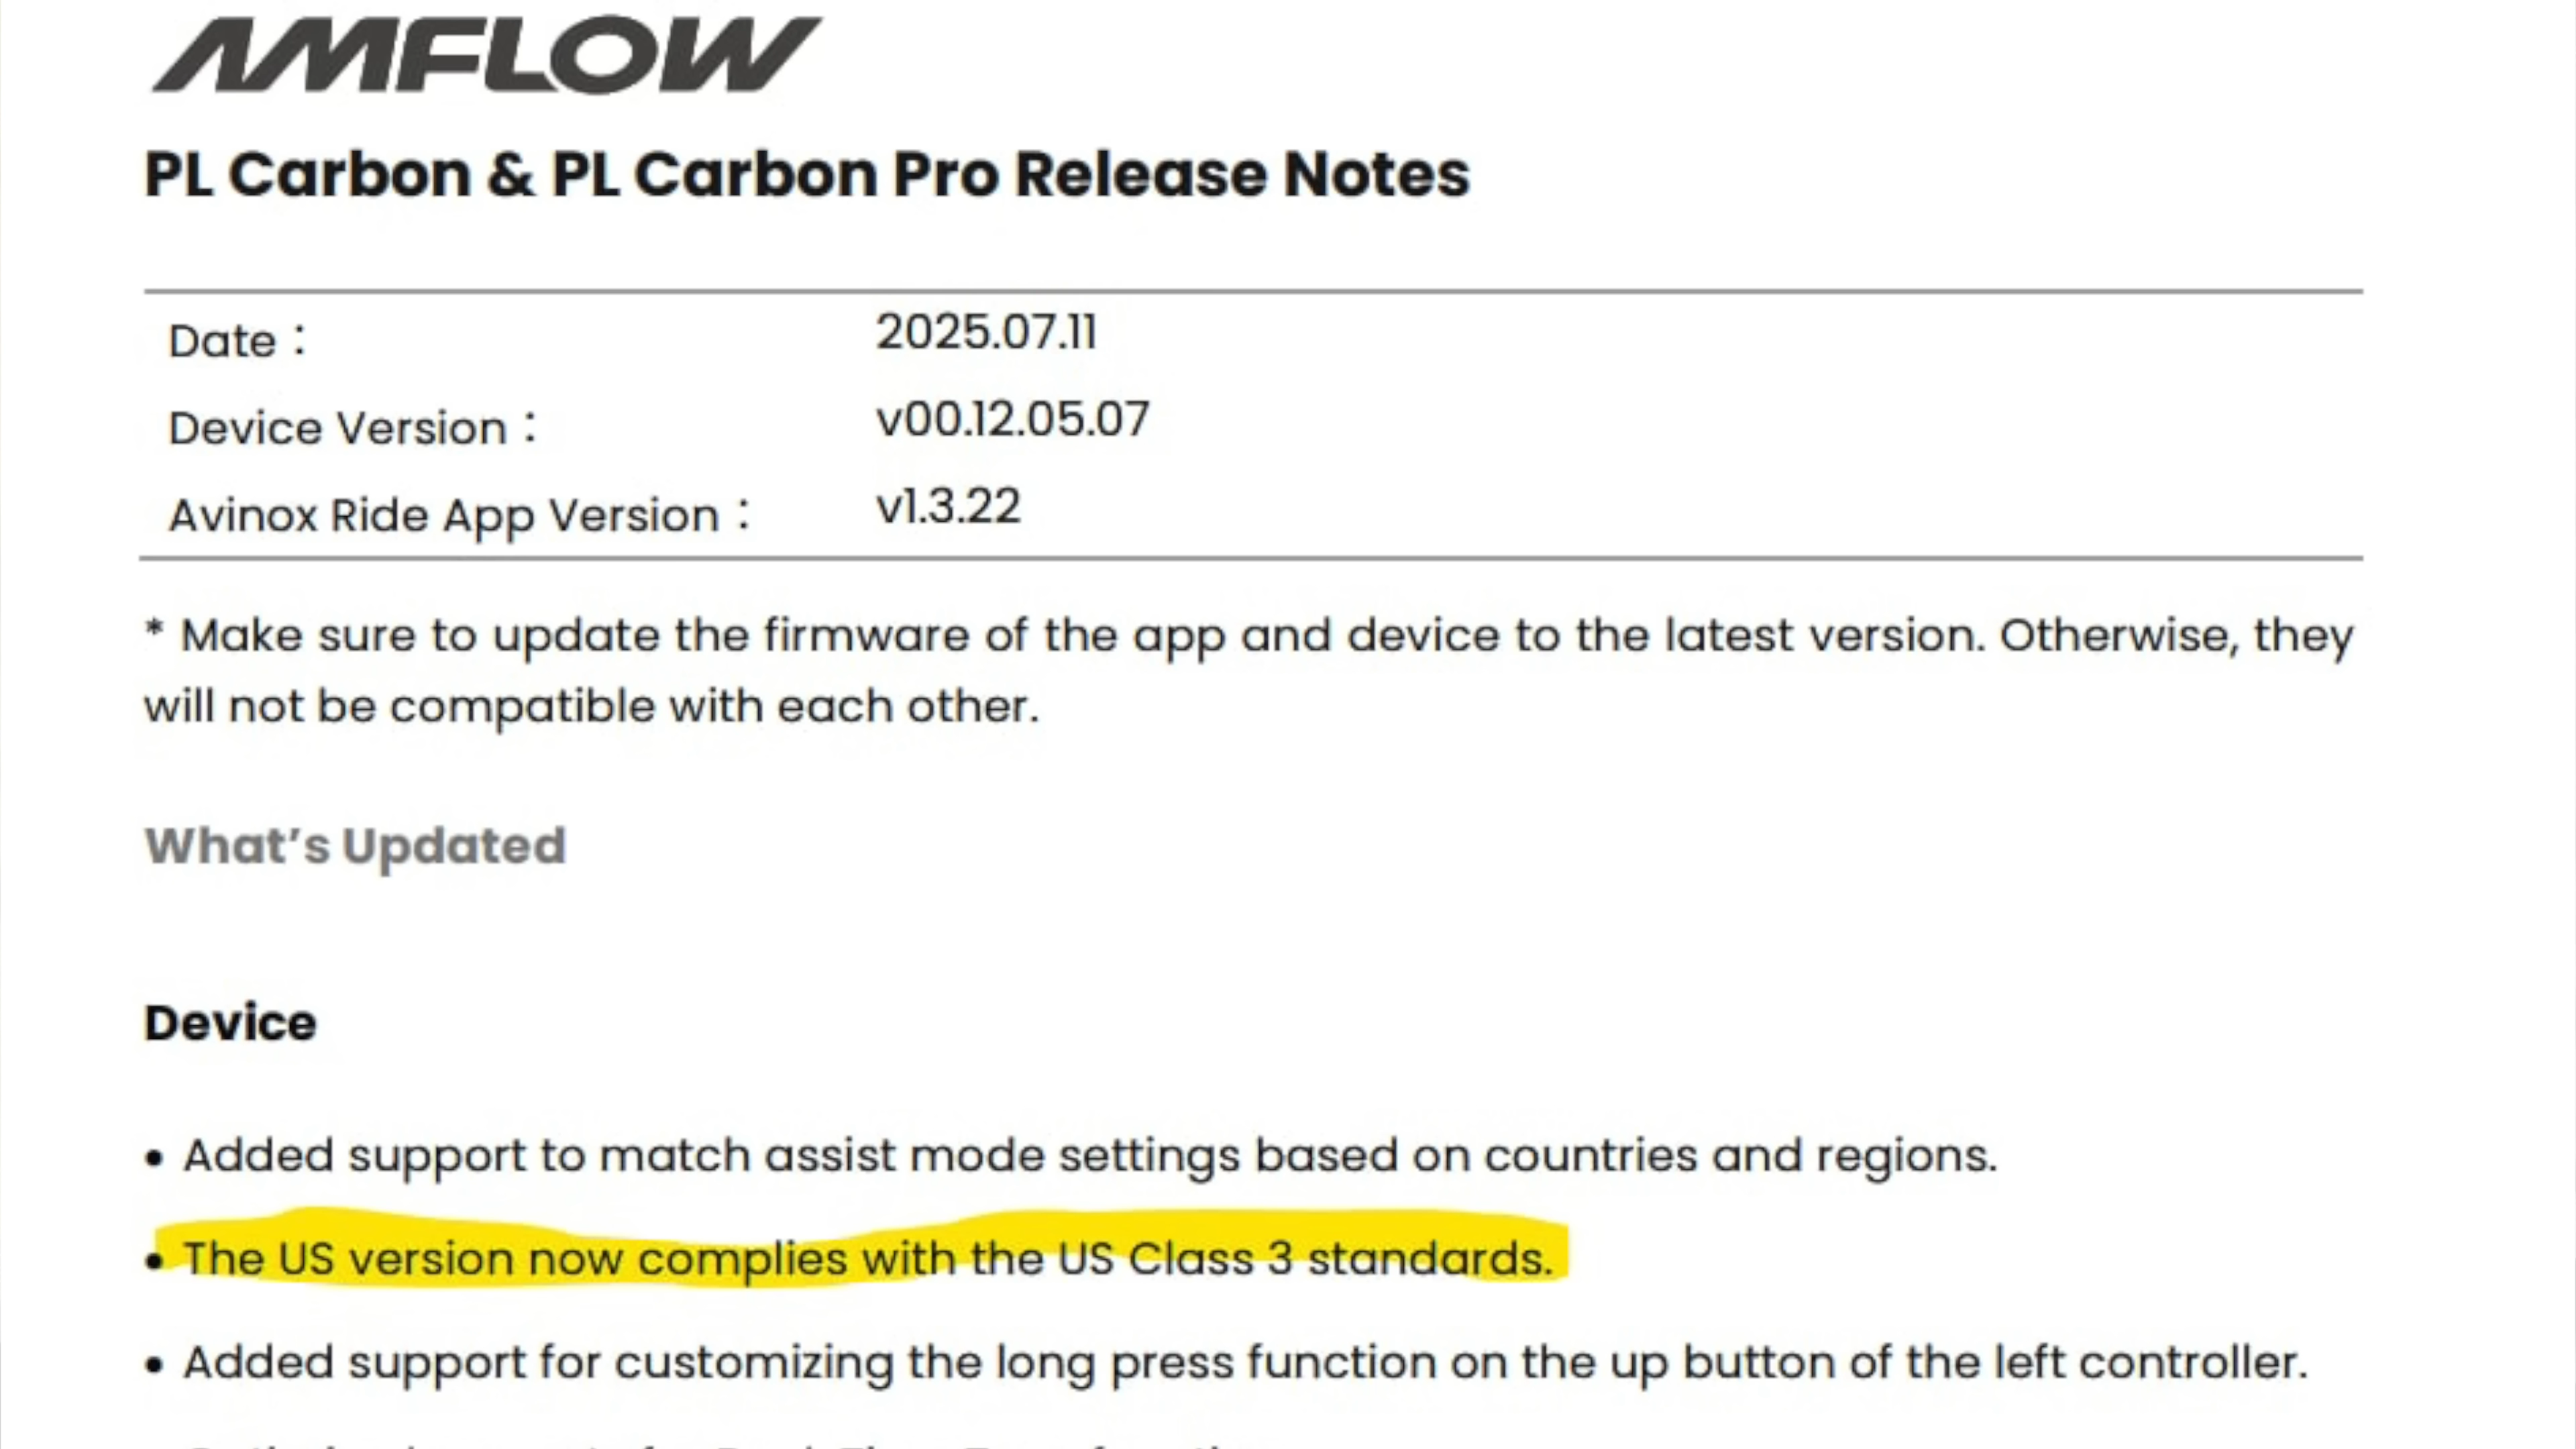 AMFLOW
PL Carbon & PL Carbon Pro Release Notes
Date： 2025.07.11
Device Version： v00.12.05.07
Avinox Ride App Version： v1.3.22
* Make sure to update the firmware of the app and device to the latest version. Otherwise, they
will not be compatible with each other.
What’s Updated
Device
• Added support to match assist mode settings based on countries and regions.
• The US version now complies with the US Class 3 standards.
• Added support for customizing the long press function on the up button of the left controller.